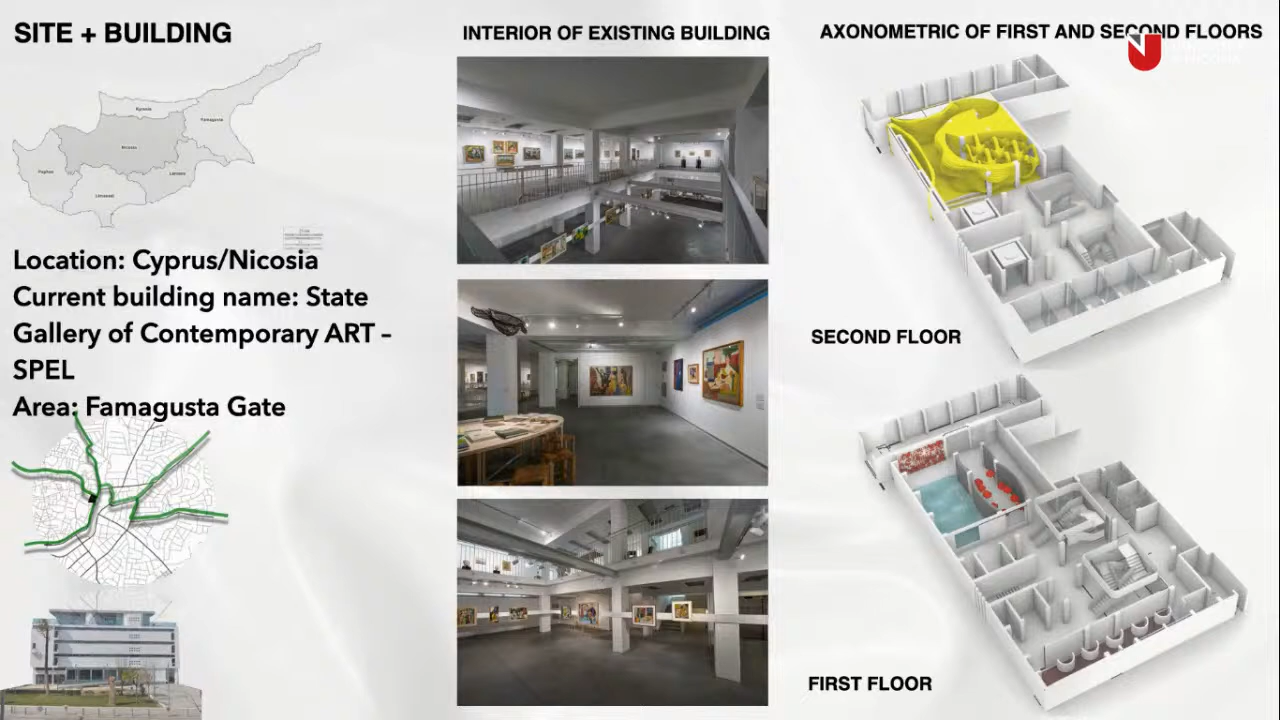 SITE + BUILDING
Kyrenia
Famagusta
Nicosia
Paphos
Larnaca
Limassol
Location: Cyprus/Nicosia
Current building name: State
Gallery of Contemporary ART –
SPEL
Area: Famagusta Gate
INTERIOR OF EXISTING BUILDING
AXONOMETRIC OF FIRST AND SECOND FLOORS
SECOND FLOOR
FIRST FLOOR